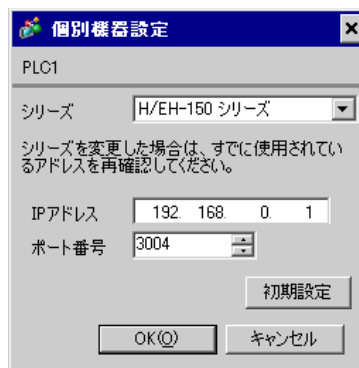 個別機器設定
PLC1
シリーズ H/EH-150 シリーズ
シリーズを変更した場合は、すでに使用されてい
るアドレスを再確認してください。
IPアドレス 192. 168. 0. 1
ポート番号 3004
初期設定
OK(O) キャンセル